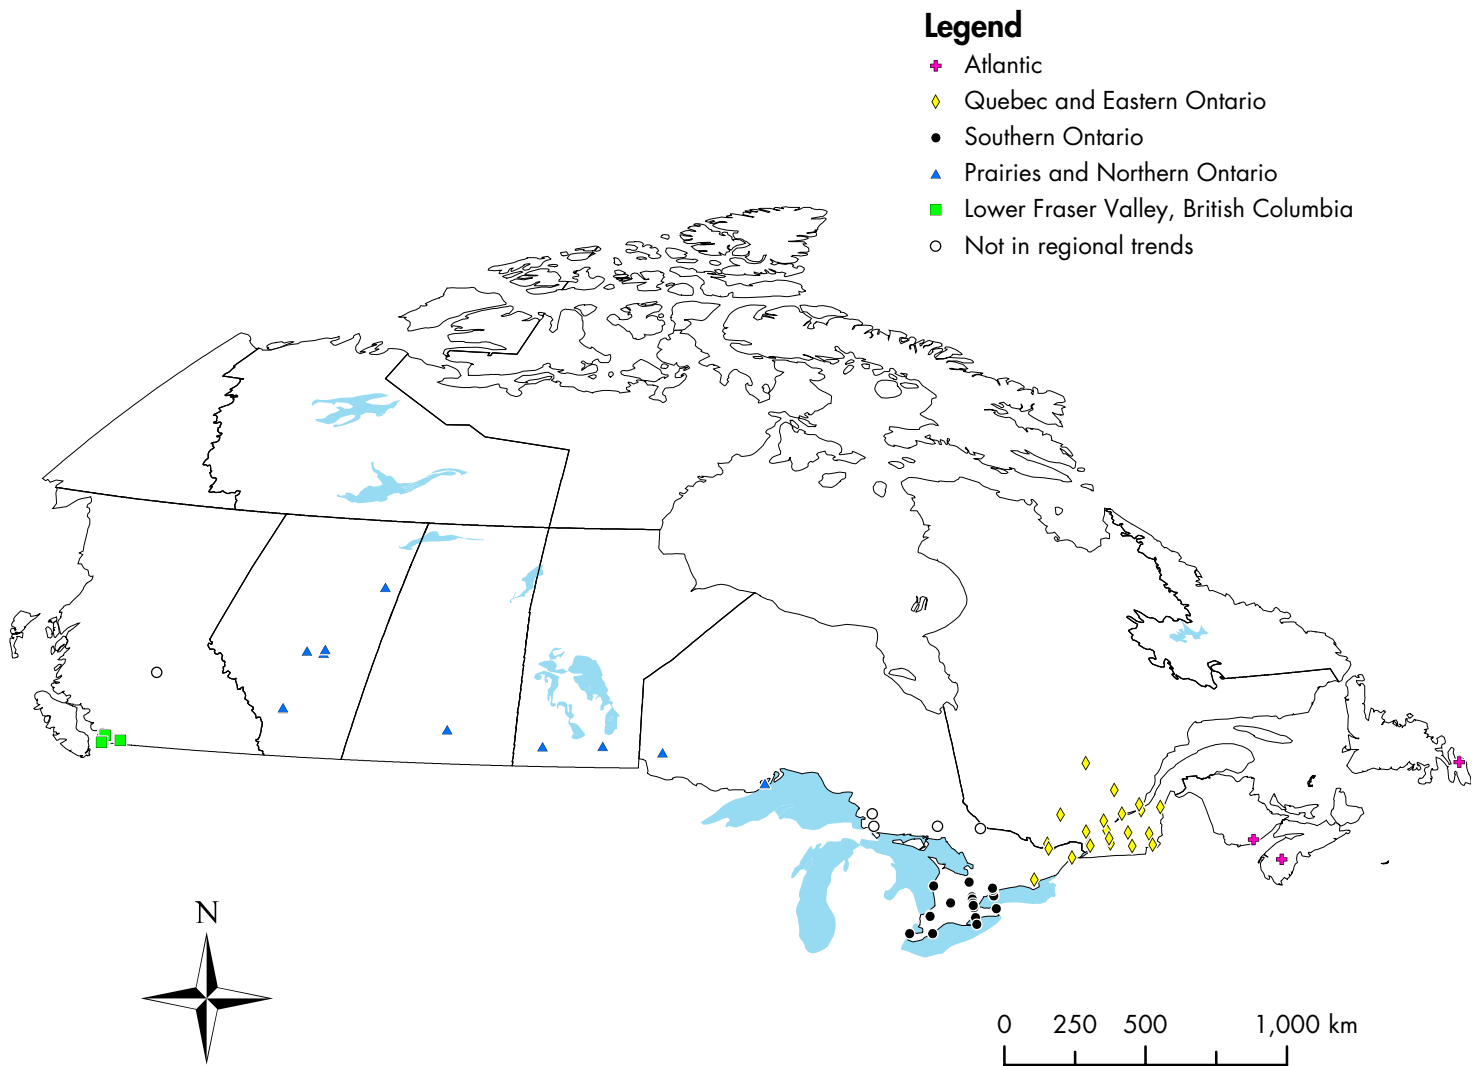 Legend
Atlantic
Quebec and Eastern Ontario
Southern Ontario
Prairies and Northern Ontario
Lower Fraser Valley, British Columbia
Not in regional trends
N
0 250 500 1,000 km